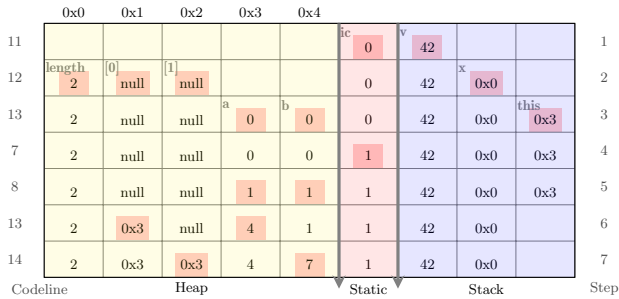 0x0 0x1 0x2 0x3 0x4
ic v
11 0 42 1
length [0] [1] x
12 2 null null 0 42 0x0 2
a b this
13 2 null null 0 0 0 42 0x0 0x3 3
7 2 null null 0 0 1 42 0x0 0x3 4
8 2 null null 1 1 1 42 0x0 0x3 5
13 2 0x3 null 4 1 1 42 0x0 6
14 2 0x3 0x3 4 7 1 42 0x0 7
Codeline Heap Static Stack Step